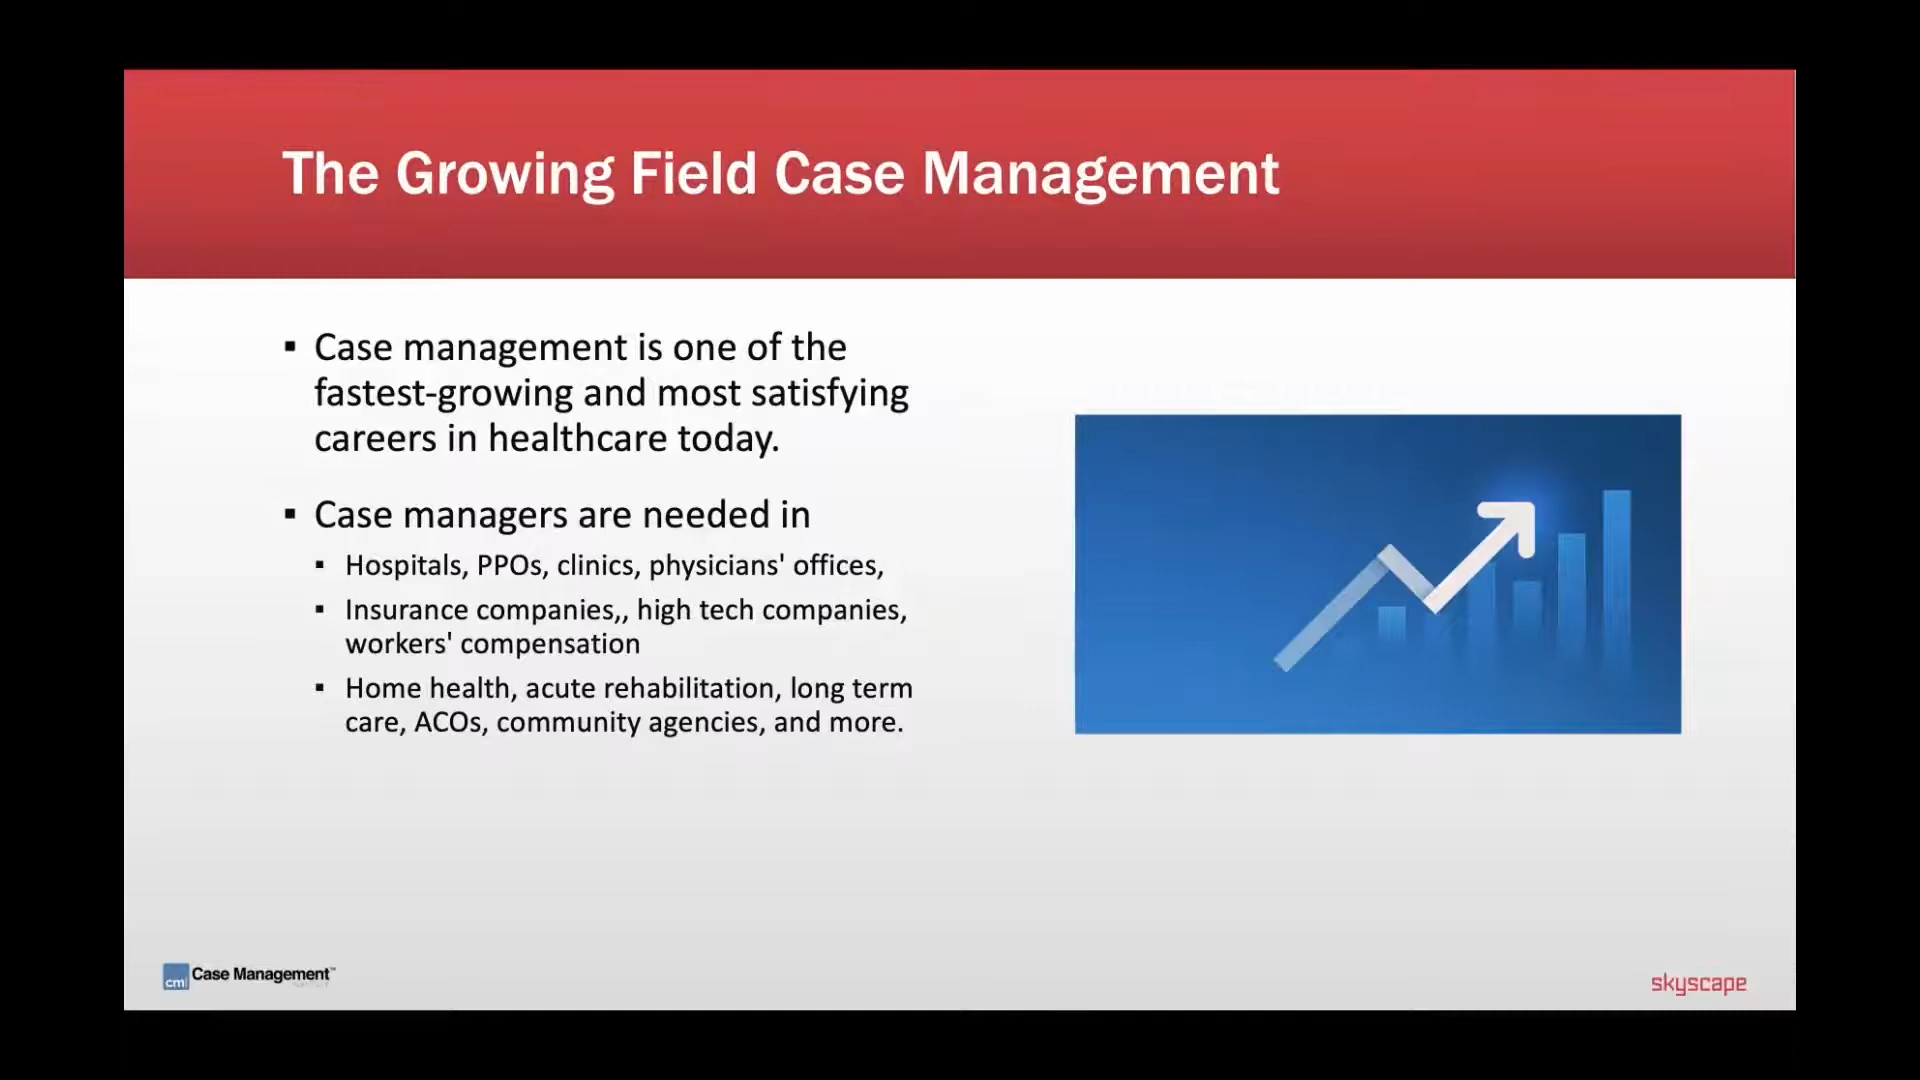 The Growing Field Case Management
▪ Case management is one of the
fastest-growing and most satisfying
careers in healthcare today.
▪ Case managers are needed in
▪ Hospitals, PPOs, clinics, physicians' offices,
▪ Insurance companies,, high tech companies,
workers' compensation
▪ Home health, acute rehabilitation, long term
care, ACOs, community agencies, and more.
cmi Case Management™
skyscape